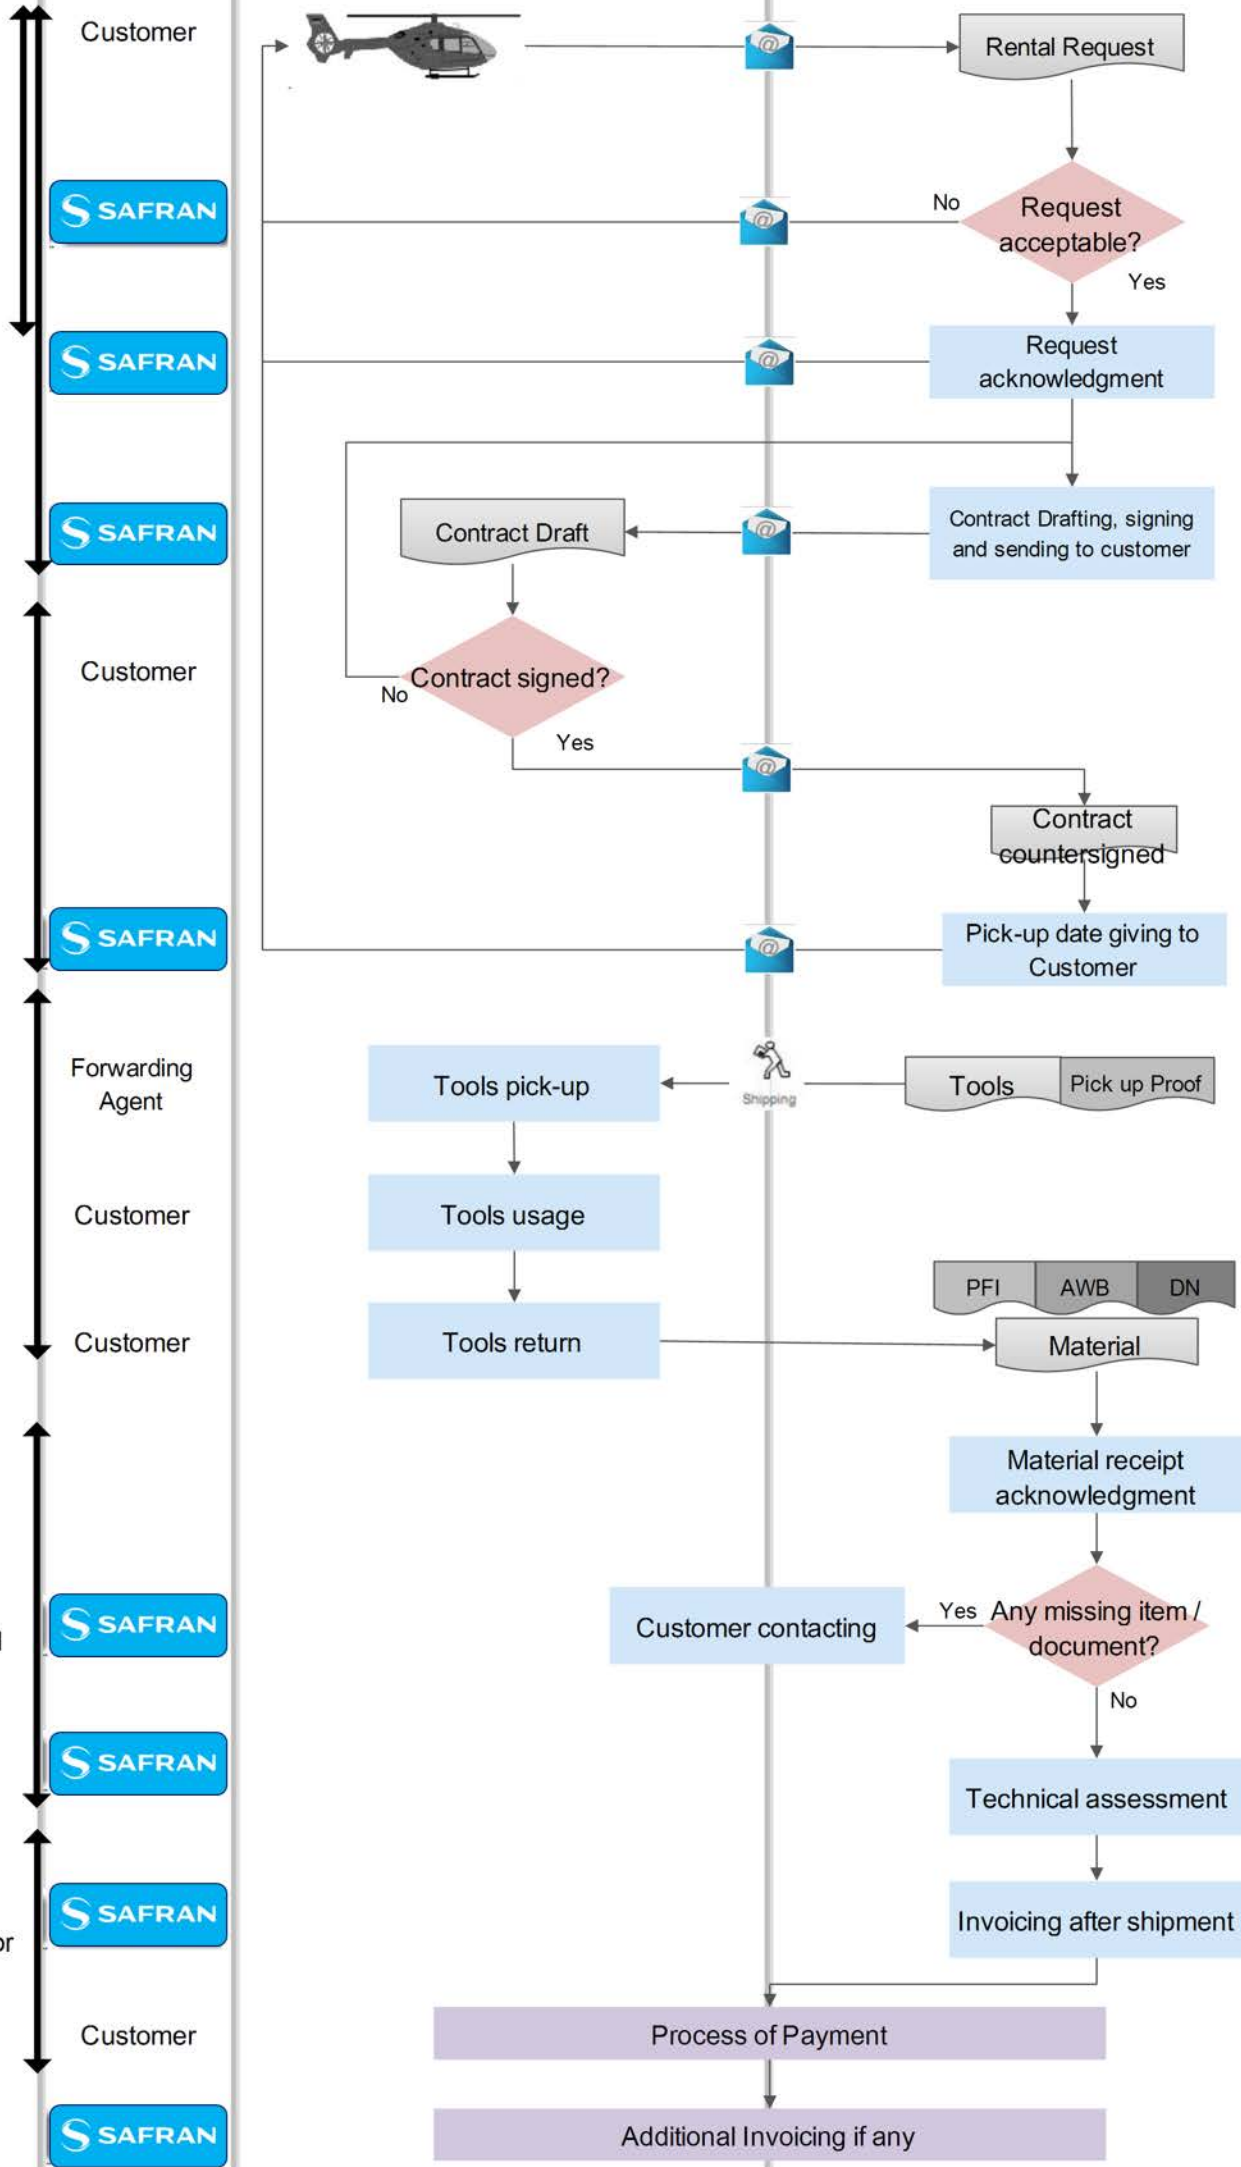 Customer
@
Rental Request
SAFRAN
@
No
Request
acceptable?
Yes
SAFRAN
@
Request
acknowledgment
SAFRAN
Contract Draft
@
Contract Drafting, signing
and sending to customer
Customer
Contract signed?
No
Yes
@
Contract
countersigned
SAFRAN
@
Pick-up date giving to
Customer
Forwarding
Agent
Tools pick-up
Shipping
Tools
Pick up Proof
Customer
Tools usage
PFI
AWB
DN
Customer
Tools return
Material
Material receipt
acknowledgment
SAFRAN
Customer contacting
Yes
Any missing item /
document?
No
SAFRAN
Technical assessment
SAFRAN
Invoicing after shipment
or
Customer
Process of Payment
SAFRAN
Additional Invoicing if any